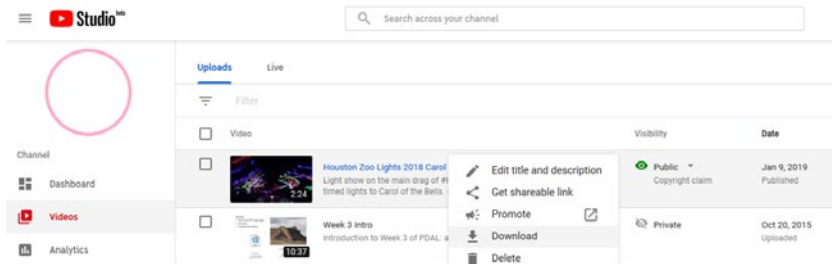 Studio beta
Search across your channel
Uploads Live
Filter
Video Visibility Date
Channel
Dashboard
Videos
Analytics
2:24
Houston Zoo Lights 2018 Carol
Light show on the main drag of #
timed lights to Carol of the Bells.
Edit title and description
Get shareable link
Promote
Download
Delete
Public
Copyright claim
Jan 9, 2019
Published
10:37
Week 3 Intro
Introduction to Week 3 of PDAL: a
Private
Oct 20, 2015
Uploaded